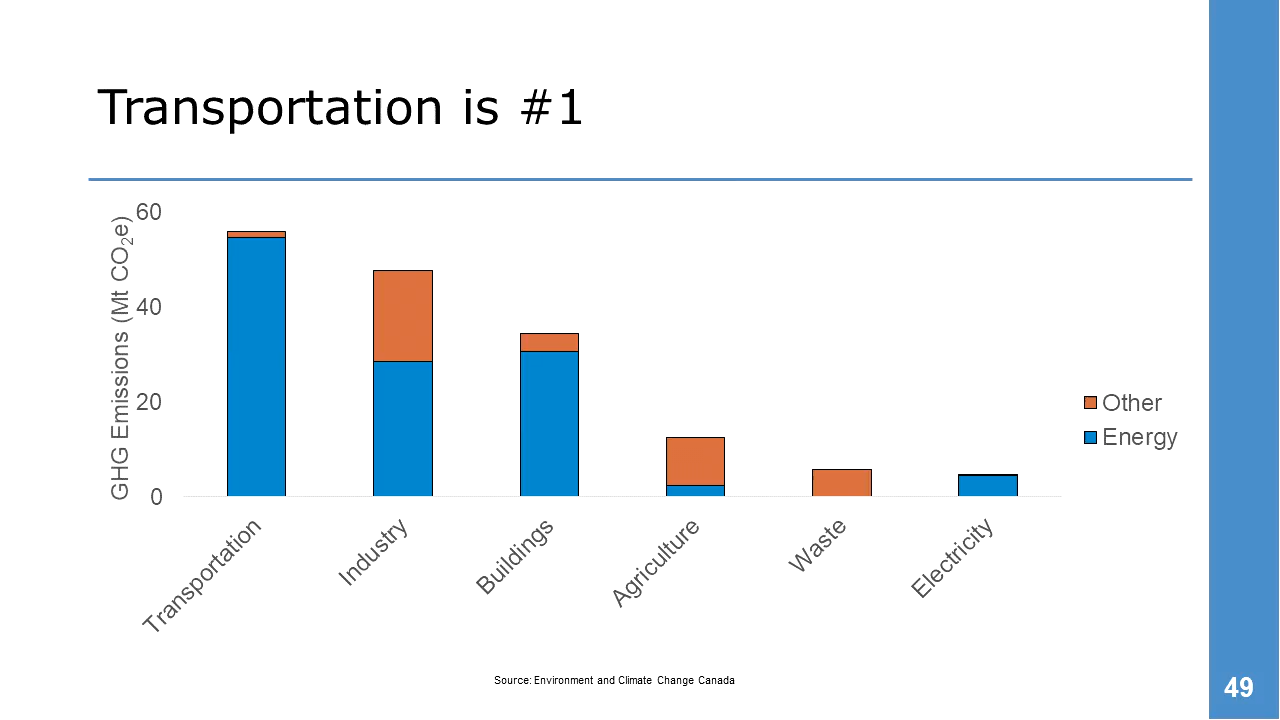 Transportation is #1
GHG Emissions (Mt CO₂e)
60
40
20
0
Transportation
Industry
Buildings
Agriculture
Waste
Electricity
Other
Energy
Source: Environment and Climate Change Canada
49